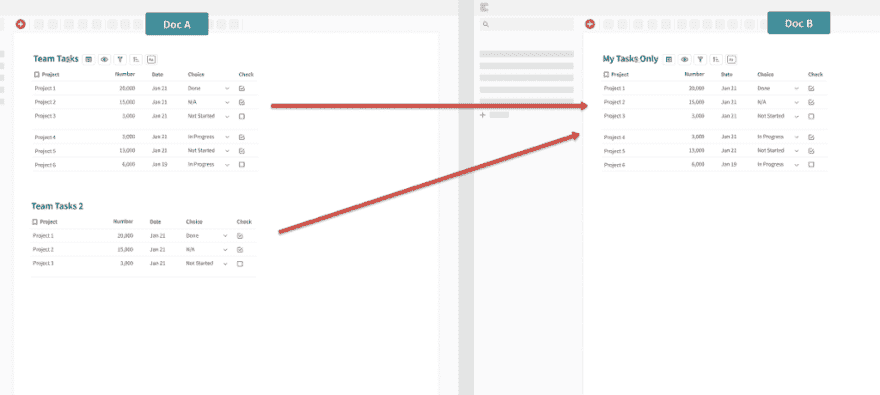 Doc A
Team Tasks
Project Number Date Choice Check
Project 1 20,000 Jan 21 Done
Project 2 15,000 Jan 21 N/A
Project 3 3,000 Jan 21 Not Started
Project 4 3,000 Jan 21 In Progress
Project 5 13,000 Jan 21 Not Started
Project 6 6,000 Jan 19 In Progress
Team Tasks 2
Project Number Date Choice Check
Project 1 20,000 Jan 21 Done
Project 2 15,000 Jan 21 N/A
Project 3 3,000 Jan 21 Not Started
Doc B
My Tasks Only
Project Number Date Choice Check
Project 1 20,000 Jan 21 Done
Project 2 15,000 Jan 21 N/A
Project 3 3,000 Jan 21 Not Started
Project 4 3,000 Jan 21 In Progress
Project 5 13,000 Jan 21 Not Started
Project 6 6,000 Jan 19 In Progress